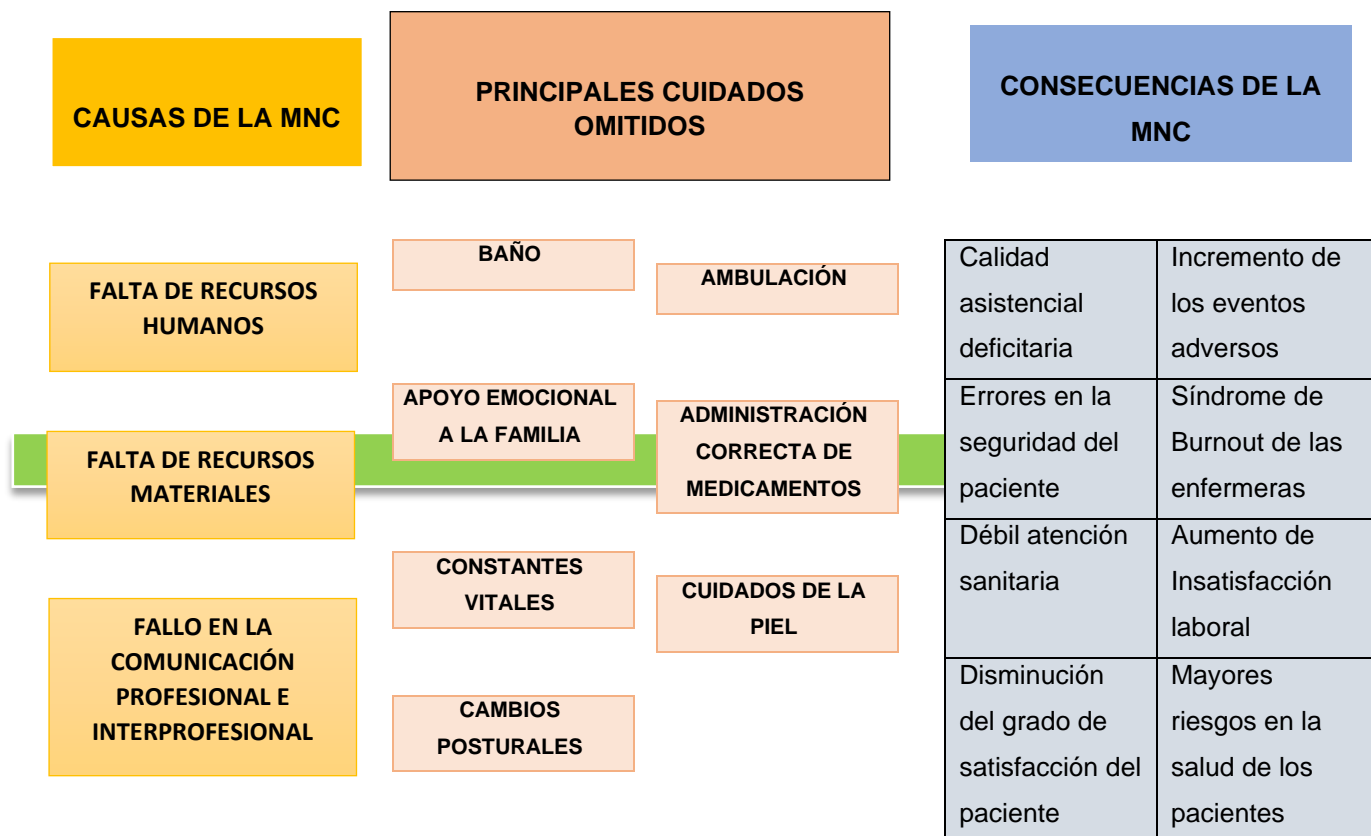 CAUSAS DE LA MNC
PRINCIPALES CUIDADOS
OMITIDOS
CONSECUENCIAS DE LA
MNC
FALTA DE RECURSOS
HUMANOS
FALTA DE RECURSOS
MATERIALES
FALLO EN LA
COMUNICACIÓN
PROFESIONAL E
INTERPROFESIONAL
BAÑO
AMBULACIÓN
APOYO EMOCIONAL
A LA FAMILIA
ADMINISTRACIÓN
CORRECTA DE
MEDICAMENTOS
CONSTANTES
VITALES
CUIDADOS DE LA
PIEL
CAMBIOS
POSTURALES
Calidad
asistencial
deficitaria
Incremento de
los eventos
adversos
Errores en la
seguridad del
paciente
Síndrome de
Burnout de las
enfermeras
Débil atención
sanitaria
Aumento de
Insatisfacción
laboral
Disminución
del grado de
satisfacción del
paciente
Mayores
riesgos en la
salud de los
pacientes